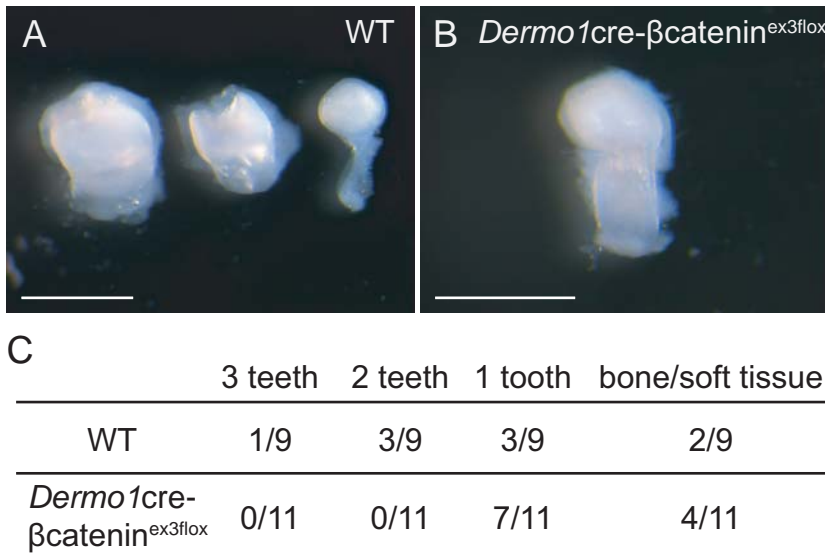 A WT
B Dermo1cre-βcatenin^ex3flox
C
3 teeth 2 teeth 1 tooth bone/soft tissue
WT 1/9 3/9 3/9 2/9
Dermo1cre-
βcatenin^ex3flox 0/11 0/11 7/11 4/11